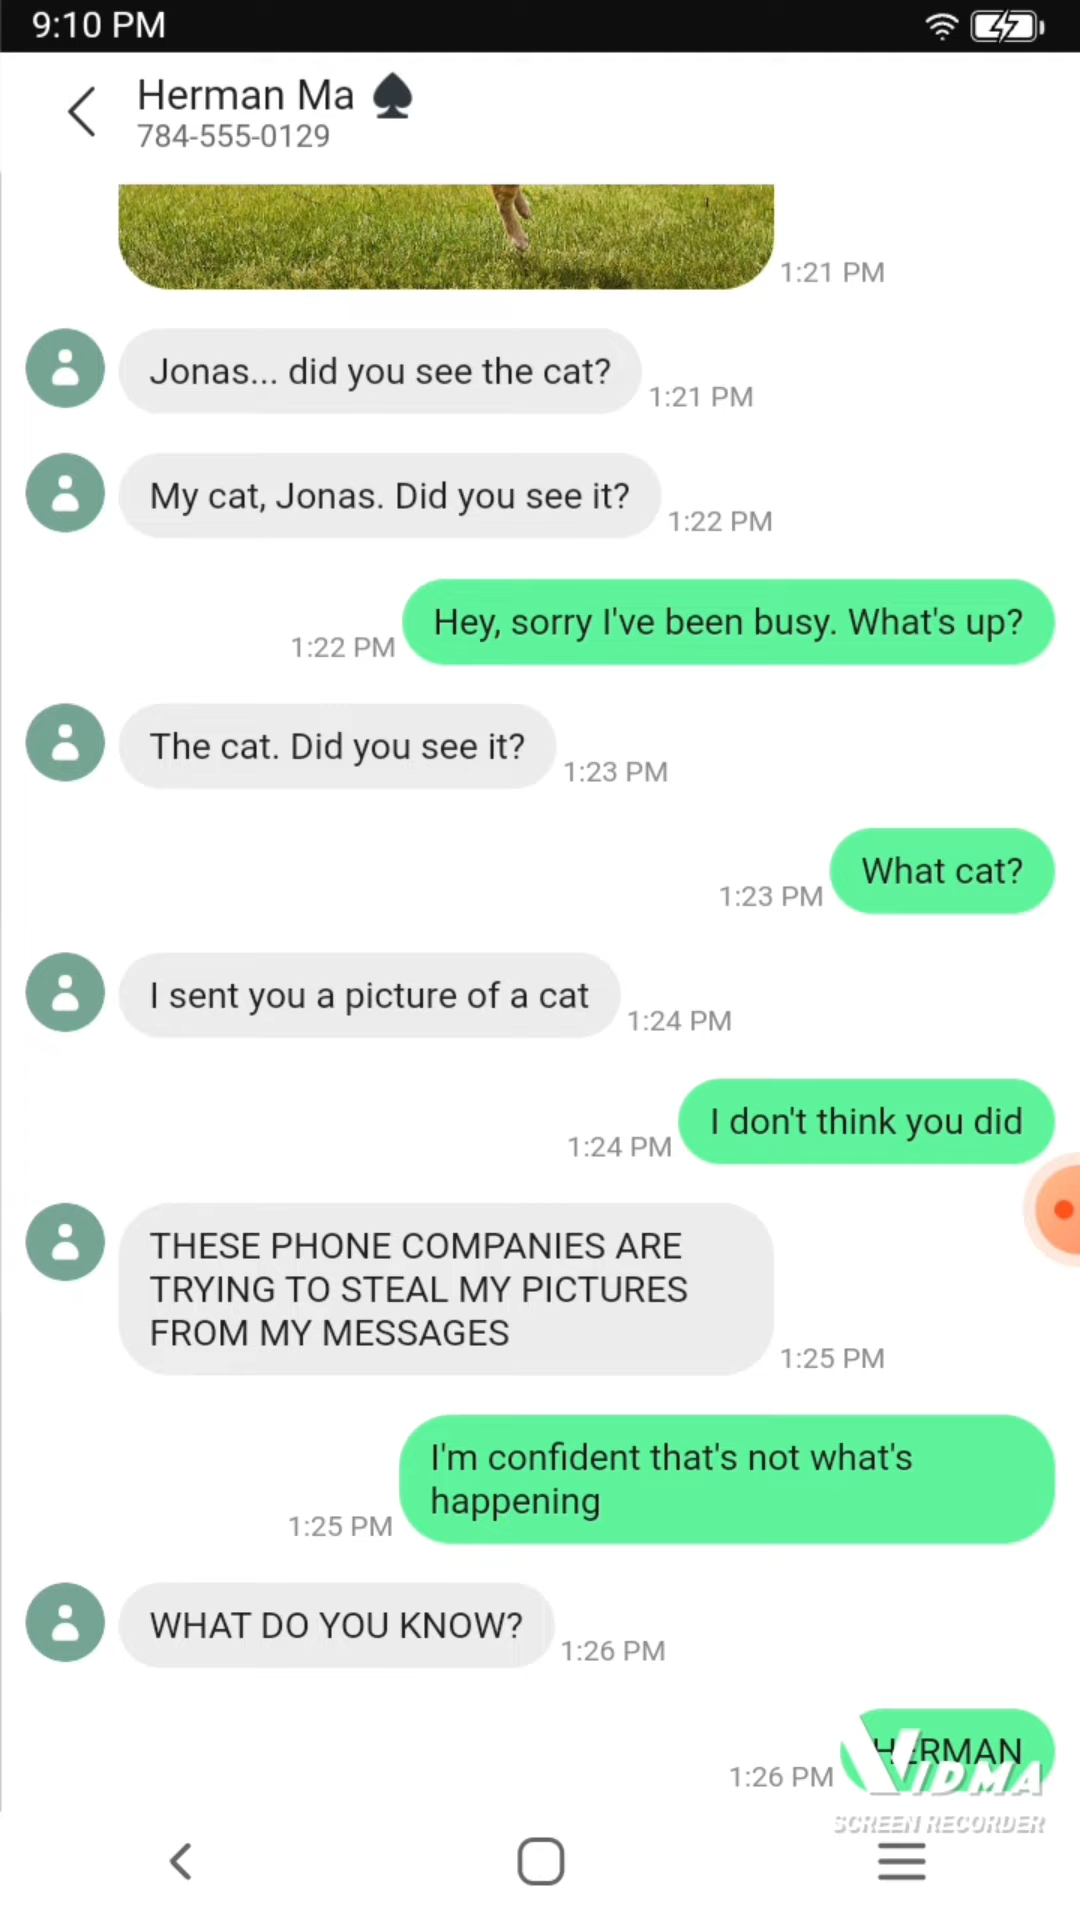 9:10 PM
Herman Ma ♠
784-555-0129
1:21 PM
Jonas... did you see the cat?
1:21 PM
My cat, Jonas. Did you see it?
1:22 PM
Hey, sorry I've been busy. What's up?
1:22 PM
The cat. Did you see it?
1:23 PM
What cat?
1:23 PM
I sent you a picture of a cat
1:24 PM
I don't think you did
1:24 PM
THESE PHONE COMPANIES ARE
TRYING TO STEAL MY PICTURES
FROM MY MESSAGES
1:25 PM
I'm confident that's not what's
happening
1:25 PM
WHAT DO YOU KNOW?
1:26 PM
HERMAN
1:26 PM
VIDMA
SCREEN RECORDER